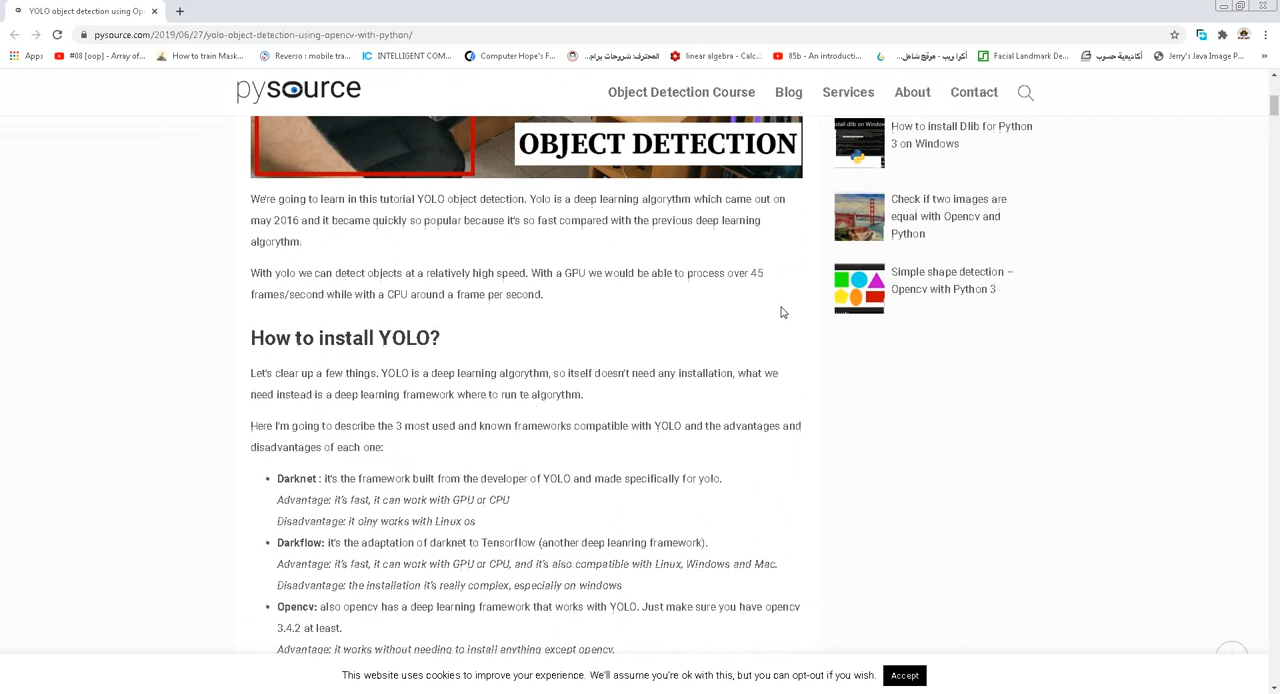 YOLO object detection using Op
pysource.com/2019/06/27/yolo-object-detection-using-opencv-with-python/
Apps
#08 [oop] | Array of...
How to train Mask...
Reverso : mobile tra...
INTELLIGENT COM...
Computer Hope's F...
المحترف: شروحات برام...
linear algebra - Calc...
85b - An introducti...
أكرا ويب - موقع شامل...
Facial Landmark De...
أكاديمية حسوب
Jerry's Java Image P...
»
pysource
Object Detection Course
Blog
Services
About
Contact
OBJECT DETECTION
We're going to learn in this tutorial YOLO object detection. Yolo is a deep learning algorythm which came out on
may 2016 and it became quickly so popular because it's so fast compared with the previous deep learning
algorythm.
With yolo we can detect objects at a relatively high speed. With a GPU we would be able to process over 45
frames/second while with a CPU around a frame per second.
How to install YOLO?
Let's clear up a few things. YOLO is a deep learning algorythm, so itself doesn't need any installation, what we
need instead is a deep learning framework where to run te algorythm.
Here I'm going to describe the 3 most used and known frameworks compatible with YOLO and the advantages and
disadvantages of each one:
• Darknet : it's the framework built from the developer of YOLO and made specifically for yolo.
Advantage: it's fast, it can work with GPU or CPU
Disadvantage: it olny works with Linux os
• Darkflow: it's the adaptation of darknet to Tensorflow (another deep leanring framework).
Advantage: it's fast, it can work with GPU or CPU, and it's also compatible with Linux, Windows and Mac.
Disadvantage: the installation it's really complex, especially on windows
• Opencv: also opencv has a deep learning framework that works with YOLO. Just make sure you have opencv
3.4.2 at least.
Advantage: it works without needing to install anything except opencv.
install dlib on Window
How to install Dlib for Python
3 on Windows
Check if two images are
equal with Opencv and
Python
Simple shape detection –
Opencv with Python 3
This website uses cookies to improve your experience. We'll assume you're ok with this, but you can opt-out if you wish.
Accept